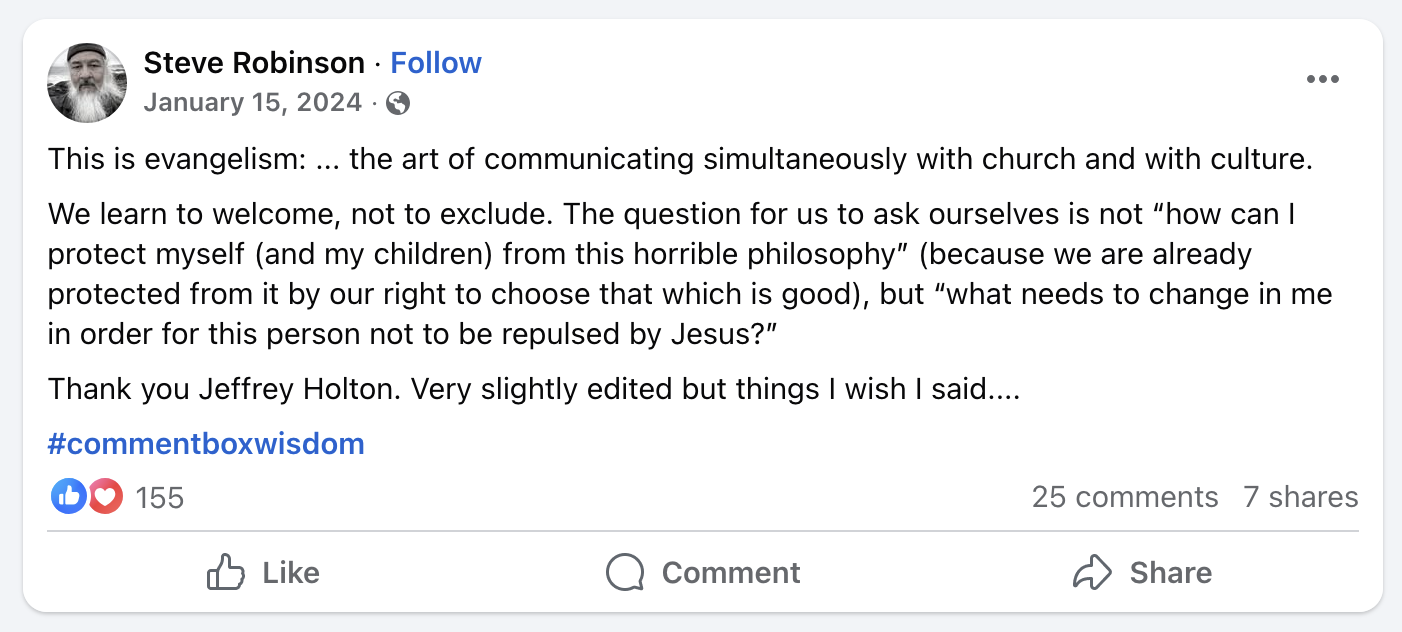 Steve Robinson · Follow
January 15, 2024 ·
This is evangelism: ... the art of communicating simultaneously with church and with culture.
We learn to welcome, not to exclude. The question for us to ask ourselves is not “how can I
protect myself (and my children) from this horrible philosophy” (because we are already
protected from it by our right to choose that which is good), but “what needs to change in me
in order for this person not to be repulsed by Jesus?”
Thank you Jeffrey Holton. Very slightly edited but things I wish I said....
#commentboxwisdom
155 25 comments 7 shares
Like Comment Share